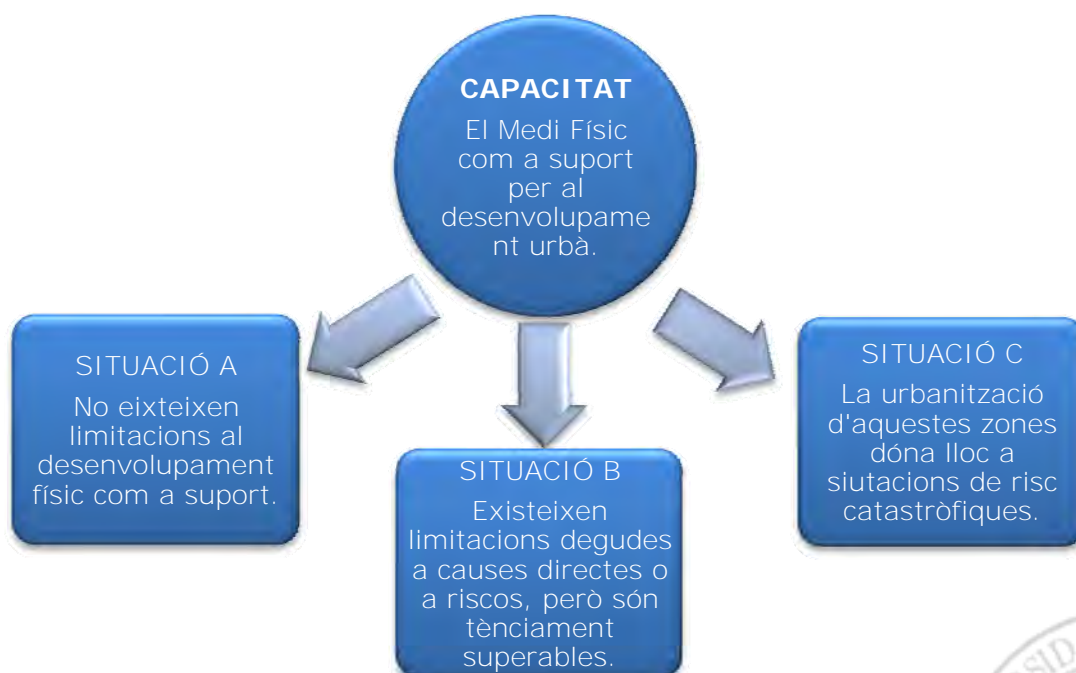 CAPACITAT
El Medi Físic
com a suport
per al
desenvolupame
nt urbà.
SITUACIÓ A
No eixteixen
limitacions al
desenvolupament
físic com a suport.
SITUACIÓ B
Existeixen
limitacions degudes
a causes directes o
a riscos, però són
tènciament
superables.
SITUACIÓ C
La urbanització
d'aquestes zones
dóna lloc a
siutacions de risc
catastròfiques.